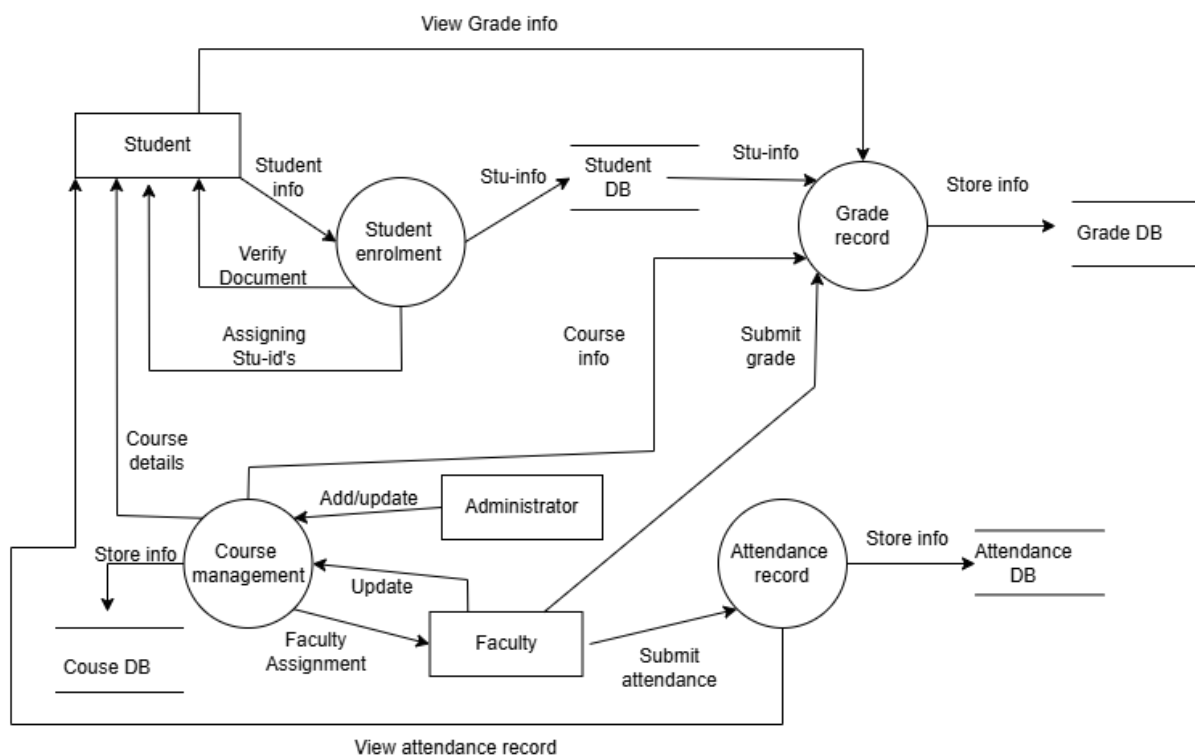 View Grade info
Student
Student
info
Stu-info
Student
DB
Stu-info
Grade
record
Store info
Grade DB
Student
enrolment
Verify
Document
Assigning
Stu-id's
Course
info
Submit
grade
Course
details
Add/update
Administrator
Store info
Course
management
Update
Faculty
Assignment
Faculty
Submit
attendance
Attendance
record
Store info
Attendance
DB
Couse DB
View attendance record